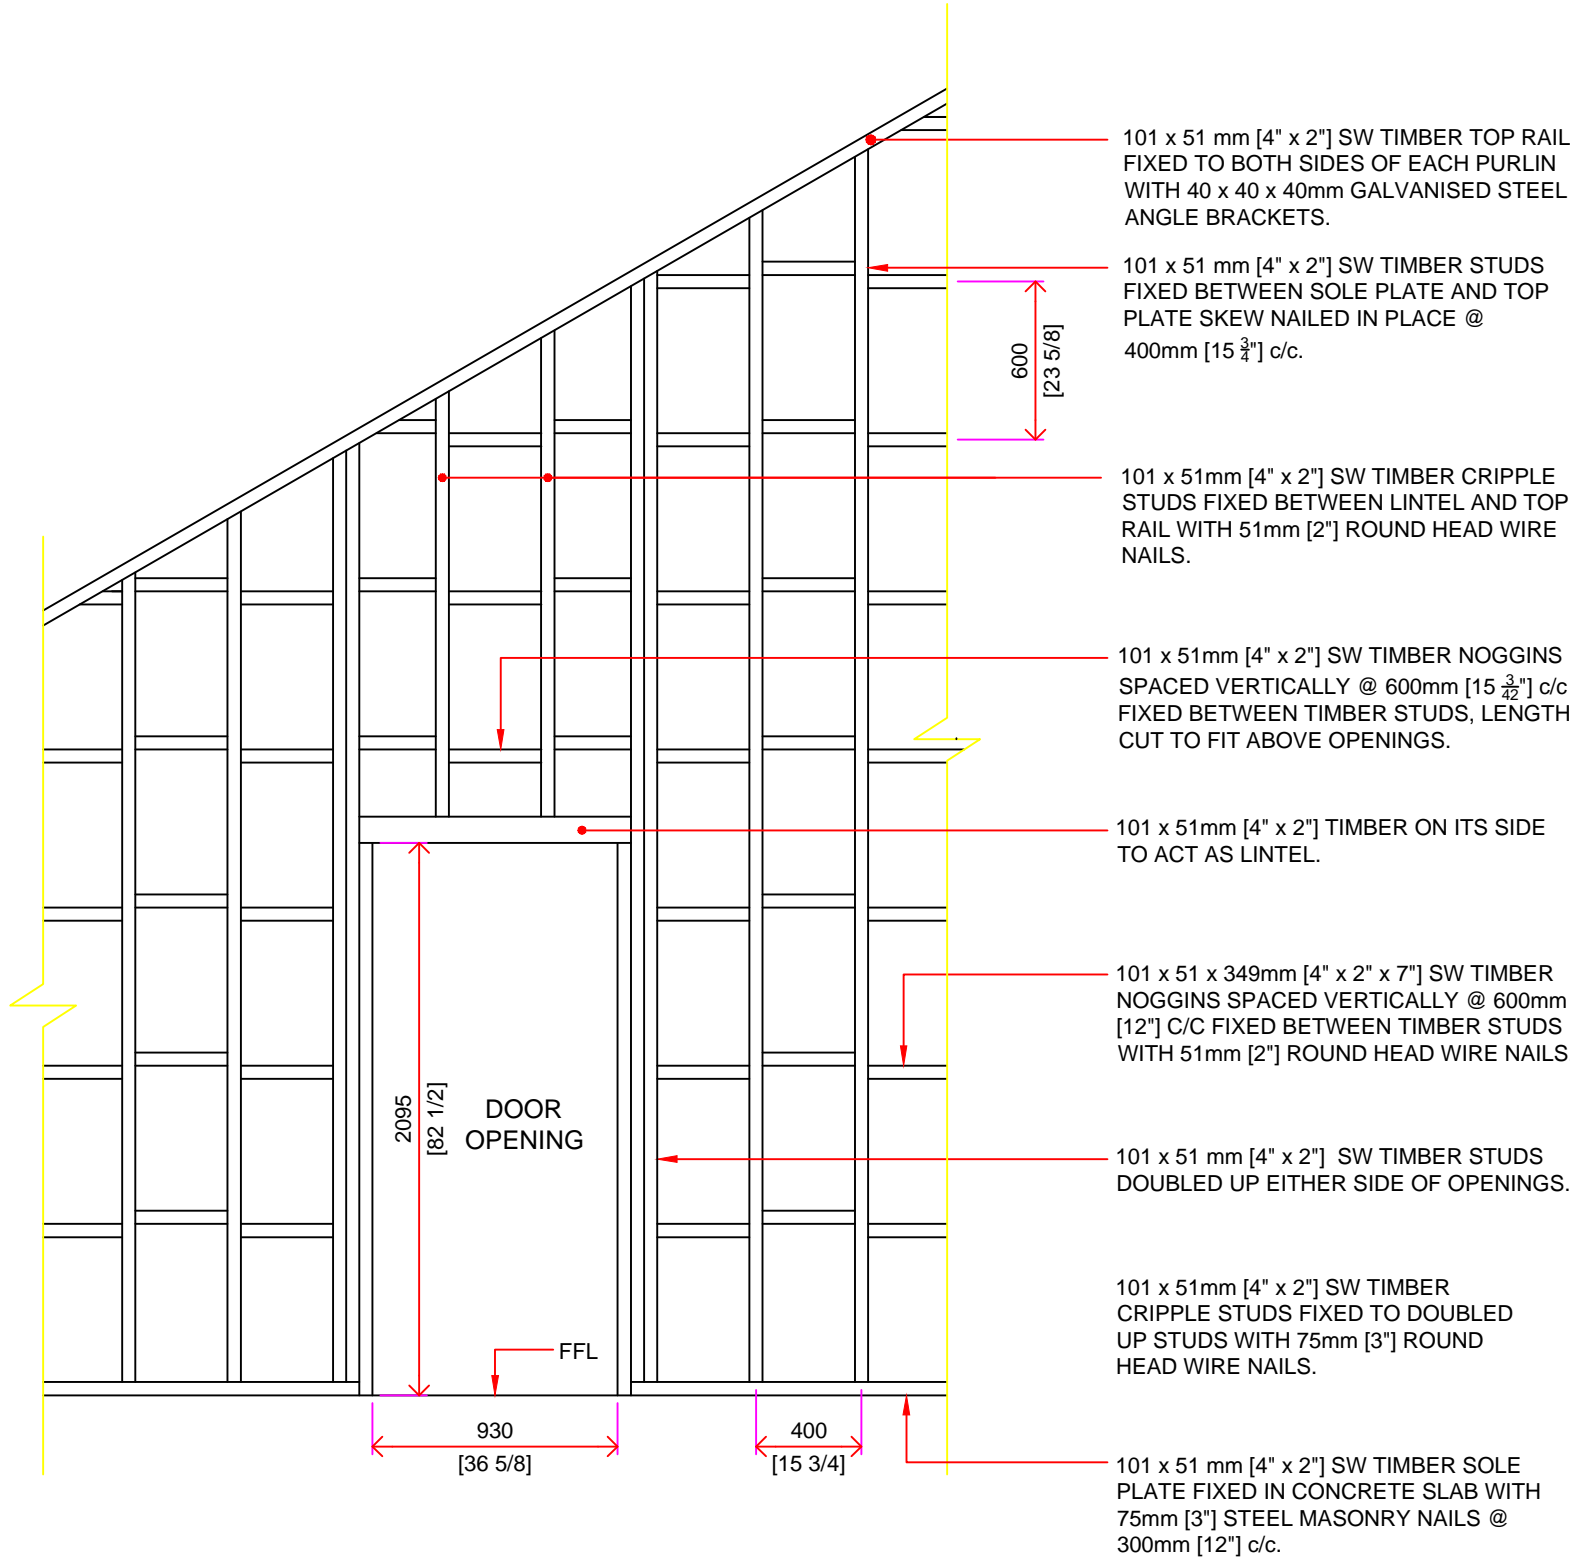 101 x 51 mm [4" x 2"] SW TIMBER TOP RAIL
FIXED TO BOTH SIDES OF EACH PURLIN
WITH 40 x 40 x 40mm GALVANISED STEEL
ANGLE BRACKETS.
101 x 51 mm [4" x 2"] SW TIMBER STUDS
FIXED BETWEEN SOLE PLATE AND TOP
PLATE SKEW NAILED IN PLACE @
400mm [15 3/4"] c/c.
600
[23 5/8]
101 x 51mm [4" x 2"] SW TIMBER CRIPPLE
STUDS FIXED BETWEEN LINTEL AND TOP
RAIL WITH 51mm [2"] ROUND HEAD WIRE
NAILS.
101 x 51mm [4" x 2"] SW TIMBER NOGGINS
SPACED VERTICALLY @ 600mm [15 3/42"] c/c
FIXED BETWEEN TIMBER STUDS, LENGTH
CUT TO FIT ABOVE OPENINGS.
101 x 51mm [4" x 2"] TIMBER ON ITS SIDE
TO ACT AS LINTEL.
101 x 51 x 349mm [4" x 2" x 7"] SW TIMBER
NOGGINS SPACED VERTICALLY @ 600mm
[12"] C/C FIXED BETWEEN TIMBER STUDS
WITH 51mm [2"] ROUND HEAD WIRE NAILS
2095
[82 1/2]
DOOR
OPENING
101 x 51 mm [4" x 2"] SW TIMBER STUDS
DOUBLED UP EITHER SIDE OF OPENINGS.
101 x 51mm [4" x 2"] SW TIMBER
CRIPPLE STUDS FIXED TO DOUBLED
UP STUDS WITH 75mm [3"] ROUND
HEAD WIRE NAILS.
FFL
930
[36 5/8]
400
[15 3/4]
101 x 51 mm [4" x 2"] SW TIMBER SOLE
PLATE FIXED IN CONCRETE SLAB WITH
75mm [3"] STEEL MASONRY NAILS @
300mm [12"] c/c.